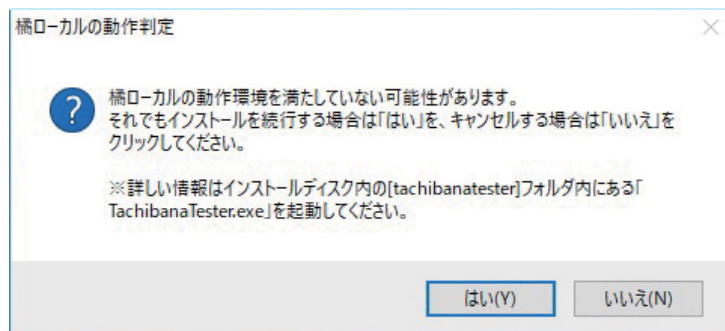 橘ローカルの動作判定
橘ローカルの動作環境を満たしていない可能性があります。
それでもインストールを続行する場合は「はい」を、キャンセルする場合は「いいえ」を
クリックしてください。
※詳しい情報はインストールディスク内の[tachibanatester]フォルダ内にある「
TachibanaTester.exe」を起動してください。
はい(Y) いいえ(N)